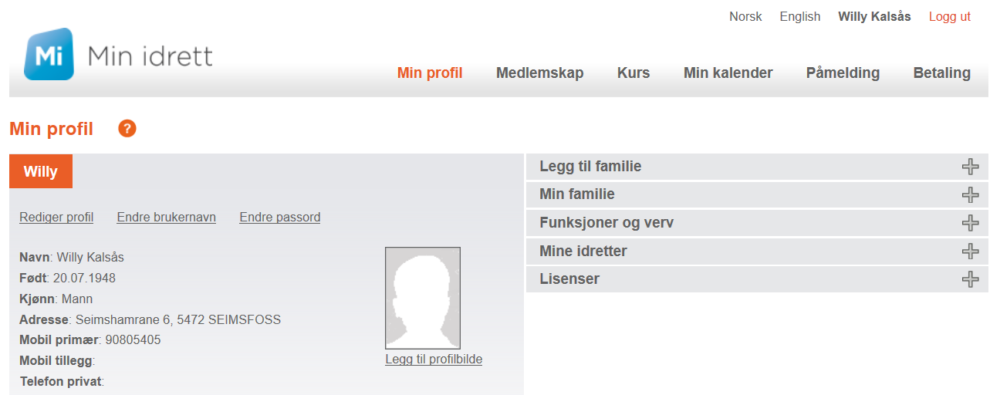 Norsk English Willy Kalsås Logg ut
Mi Min idrett
Min profil Medlemskap Kurs Min kalender Påmelding Betaling
Min profil ?
Willy
Rediger profil Endre brukernavn Endre passord
Navn: Willy Kalsås
Født: 20.07.1948
Kjønn: Mann
Adresse: Seimshamrane 6, 5472 SEIMSFOSS
Mobil primær: 90805405
Mobil tillegg:
Telefon privat:
Legg til profilbilde
Legg til familie
Min familie
Funksjoner og verv
Mine idretter
Lisenser